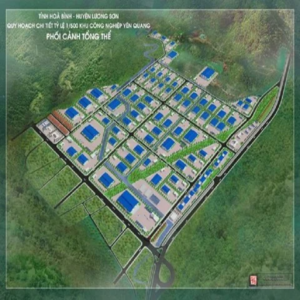 TỈNH HOÀ BÌNH - HUYỆN LƯƠNG SƠN
QUY HOẠCH CHI TIẾT TỶ LỆ 1/500 KHU CÔNG NGHIỆP YÊN QUANG
PHỐI CẢNH TỔNG THỂ